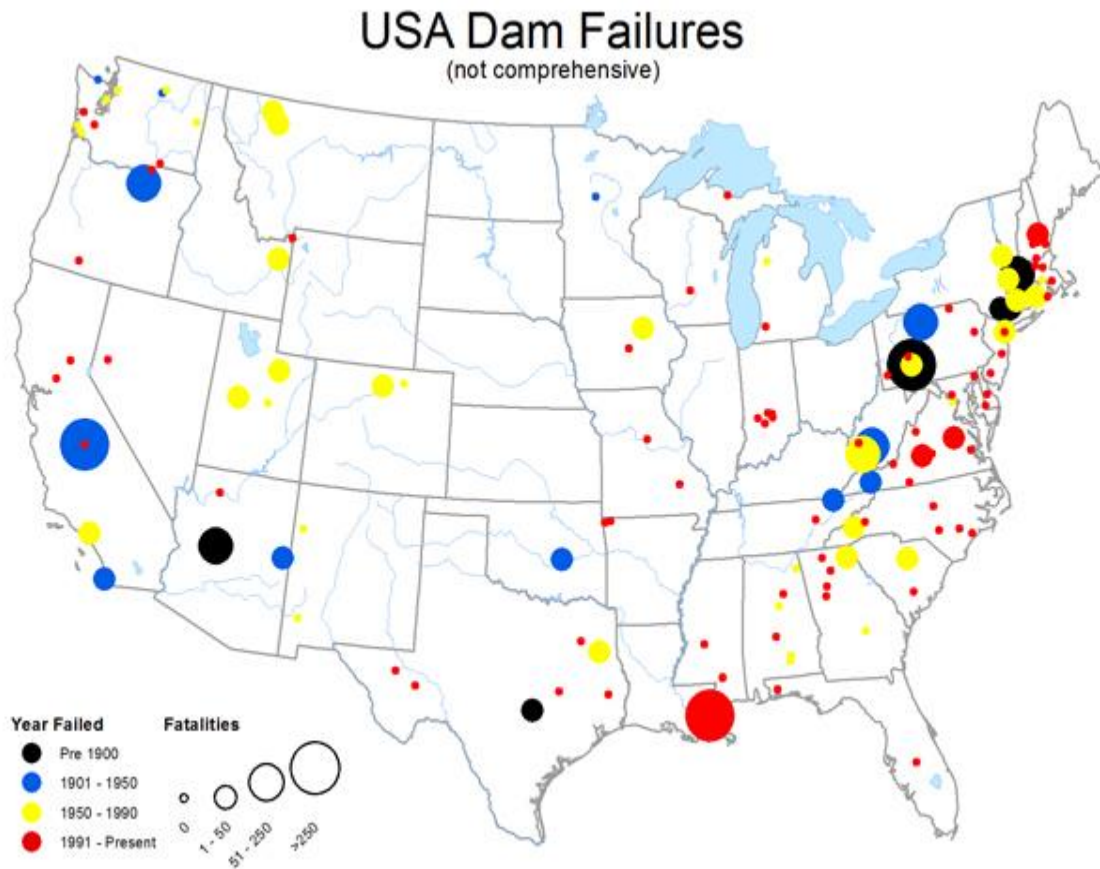 USA Dam Failures
(not comprehensive)
Year Failed
Pre 1900
1901 - 1950
1950 - 1990
1991 - Present
Fatalities
0
1 - 50
51 - 250
>250